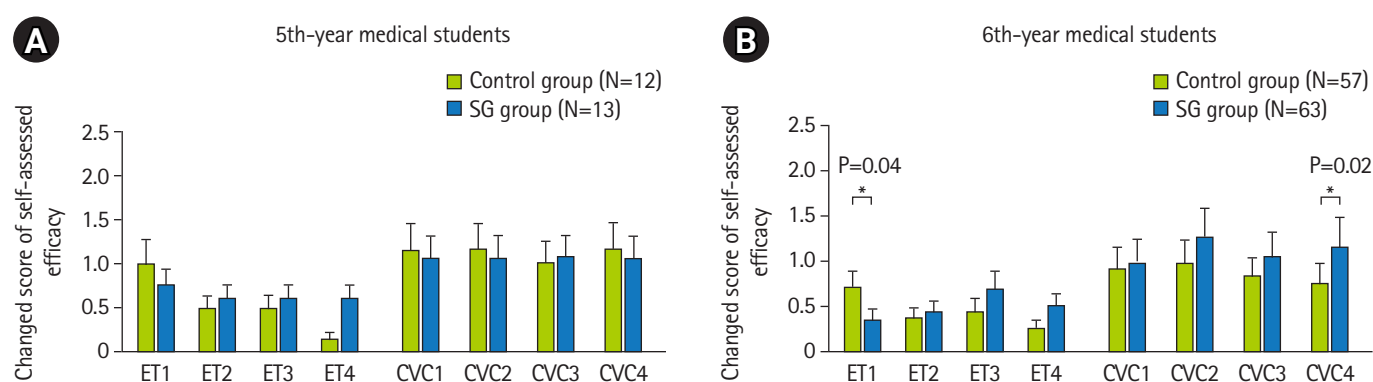 A
5th-year medical students
Control group (N=12)
SG group (N=13)
Changed score of self-assessed
efficacy
2.5
2.0
1.5
1.0
0.5
0
ET1 ET2 ET3 ET4 CVC1 CVC2 CVC3 CVC4
B
6th-year medical students
Control group (N=57)
SG group (N=63)
Changed score of self-assessed
efficacy
2.5
2.0
1.5
1.0
0.5
0
P=0.04
*
P=0.02
*
ET1 ET2 ET3 ET4 CVC1 CVC2 CVC3 CVC4